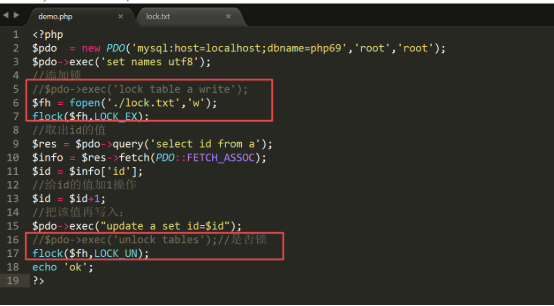 demo.php
lock.txt
1 <?php
2 $pdo = new PDO('mysql:host=localhost;dbname=php69','root','root');
3 $pdo->exec('set names utf8');
4 //添加锁
5 //$pdo->exec('lock table a write');
6 $fh = fopen('./lock.txt','w');
7 flock($fh,LOCK_EX);
8 //取出id的值
9 $res = $pdo->query('select id from a');
10 $info = $res->fetch(PDO::FETCH_ASSOC);
11 $id = $info['id'];
12 //给id的值加1操作
13 $id = $id+1;
14 //把该值再写入;
15 $pdo->exec("update a set id=$id");
16 //$pdo->exec('unlock tables');//是否锁
17 flock($fh,LOCK_UN);
18 echo 'ok';
19 ?>